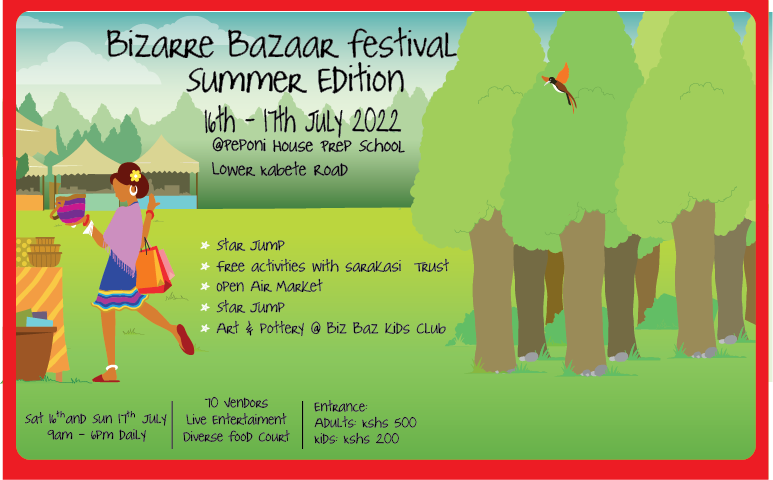 Bizarre Bazaar Festival
Summer Edition
16th - 17th July 2022
@Peponi House Prep School
Lower Kabete Road
Star Jump
Free activities with Sarakasi Trust
Open Air Market
Star Jump
Art & Pottery @ Biz Baz Kids Club
Sat 16th and Sun 17th July
9am - 6pm Daily
70 Vendors
Live Entertaiment
Diverse food Court
Entrance:
Adults: kshs 500
kids: kshs 200